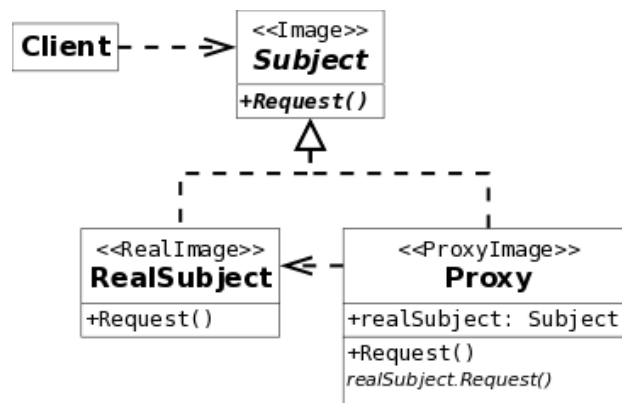 Client
<<Image>>
Subject
+Request()
<<RealImage>>
RealSubject
+Request()
<<ProxyImage>>
Proxy
+realSubject: Subject
+Request()
realSubject.Request()